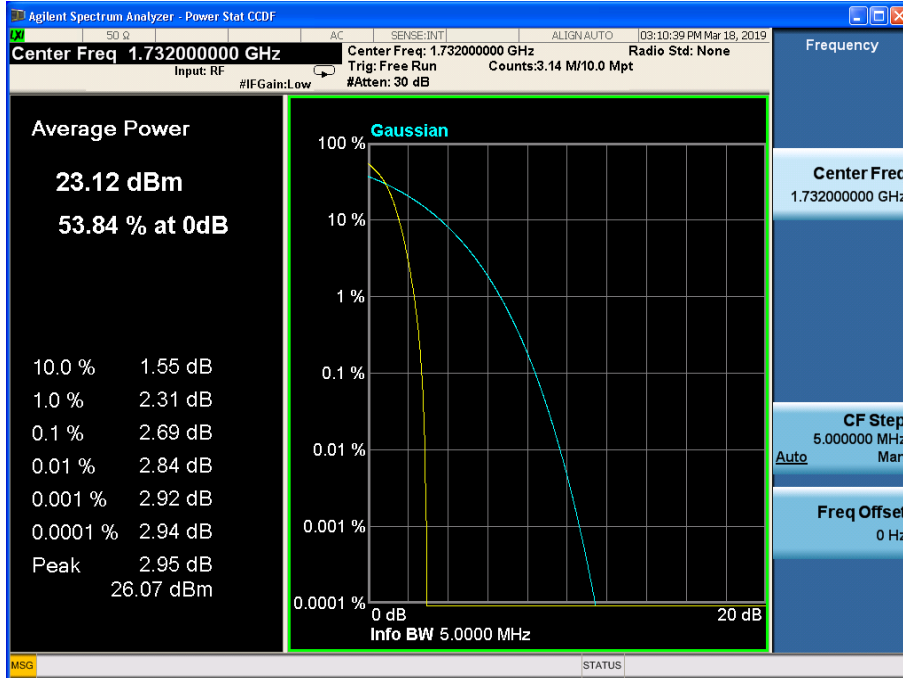 Agilent Spectrum Analyzer - Power Stat CCDF
LXI 50 Ω AC SENSE:INT ALIGN AUTO 03:10:39 PM Mar 18, 2019
Center Freq 1.732000000 GHz
Input: RF
#IFGain:Low
Center Freq: 1.732000000 GHz Radio Std: None
Trig: Free Run Counts:3.14 M/10.0 Mpt
#Atten: 30 dB
Average Power
23.12 dBm
53.84 % at 0dB
10.0 % 1.55 dB
1.0 % 2.31 dB
0.1 % 2.69 dB
0.01 % 2.84 dB
0.001 % 2.92 dB
0.0001 % 2.94 dB
Peak 2.95 dB
26.07 dBm
Gaussian
100 %
10 %
1 %
0.1 %
0.01 %
0.001 %
0.0001 %
0 dB 20 dB
Info BW 5.0000 MHz
Frequency
Center Freq
1.732000000 GHz
CF Step
5.000000 MHz
Auto Man
Freq Offset
0 Hz
MSG STATUS